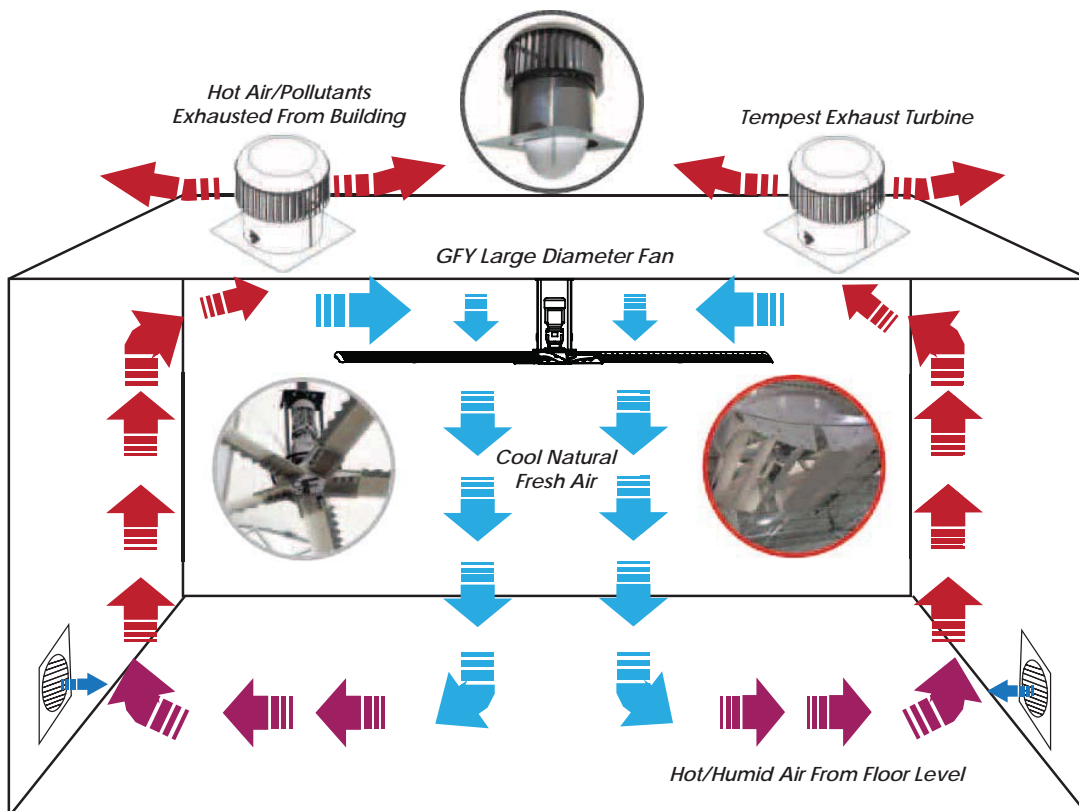 Hot Air/Pollutants
Exhausted From Building
Tempest Exhaust Turbine
GFY Large Diameter Fan
Cool Natural
Fresh Air
Hot/Humid Air From Floor Level